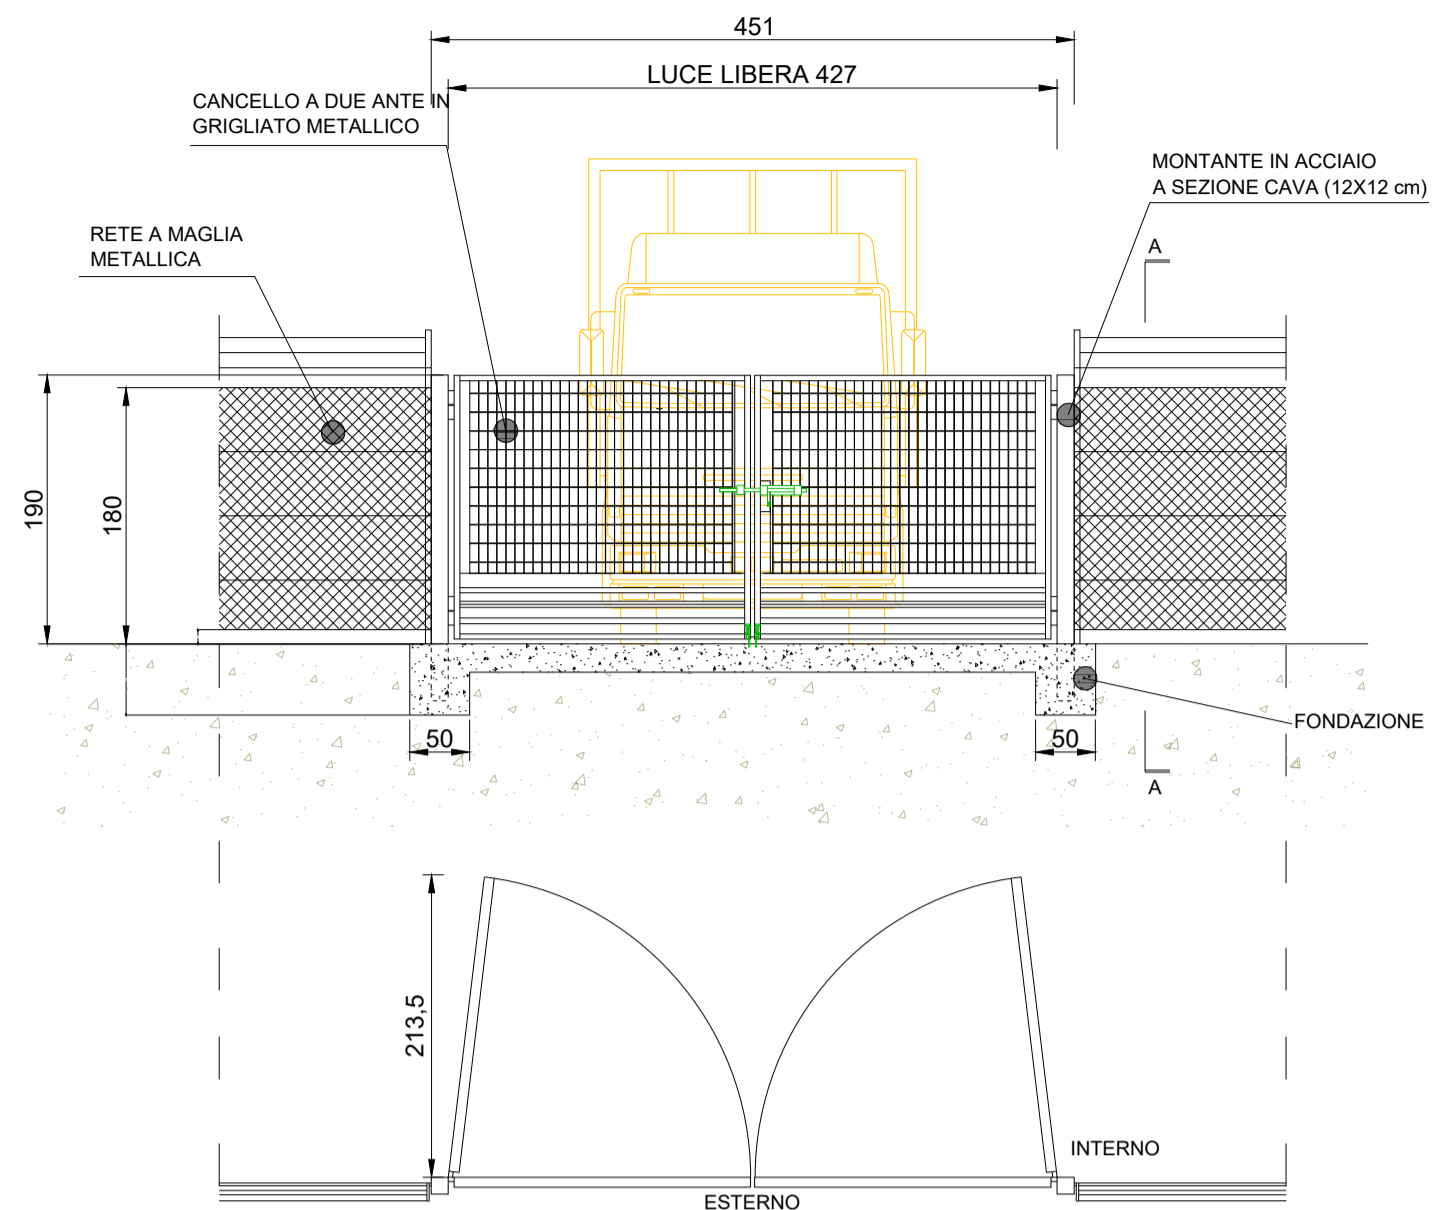 451
LUCE LIBERA 427
CANCELLO A DUE ANTE IN
GRIGLIATO METALLICO
MONTANTE IN ACCIAIO
A SEZIONE CAVA (12X12 cm)
RETE A MAGLIA
METALLICA
A
190
180
FONDAZIONE
50
50
A
213,5
INTERNO
ESTERNO